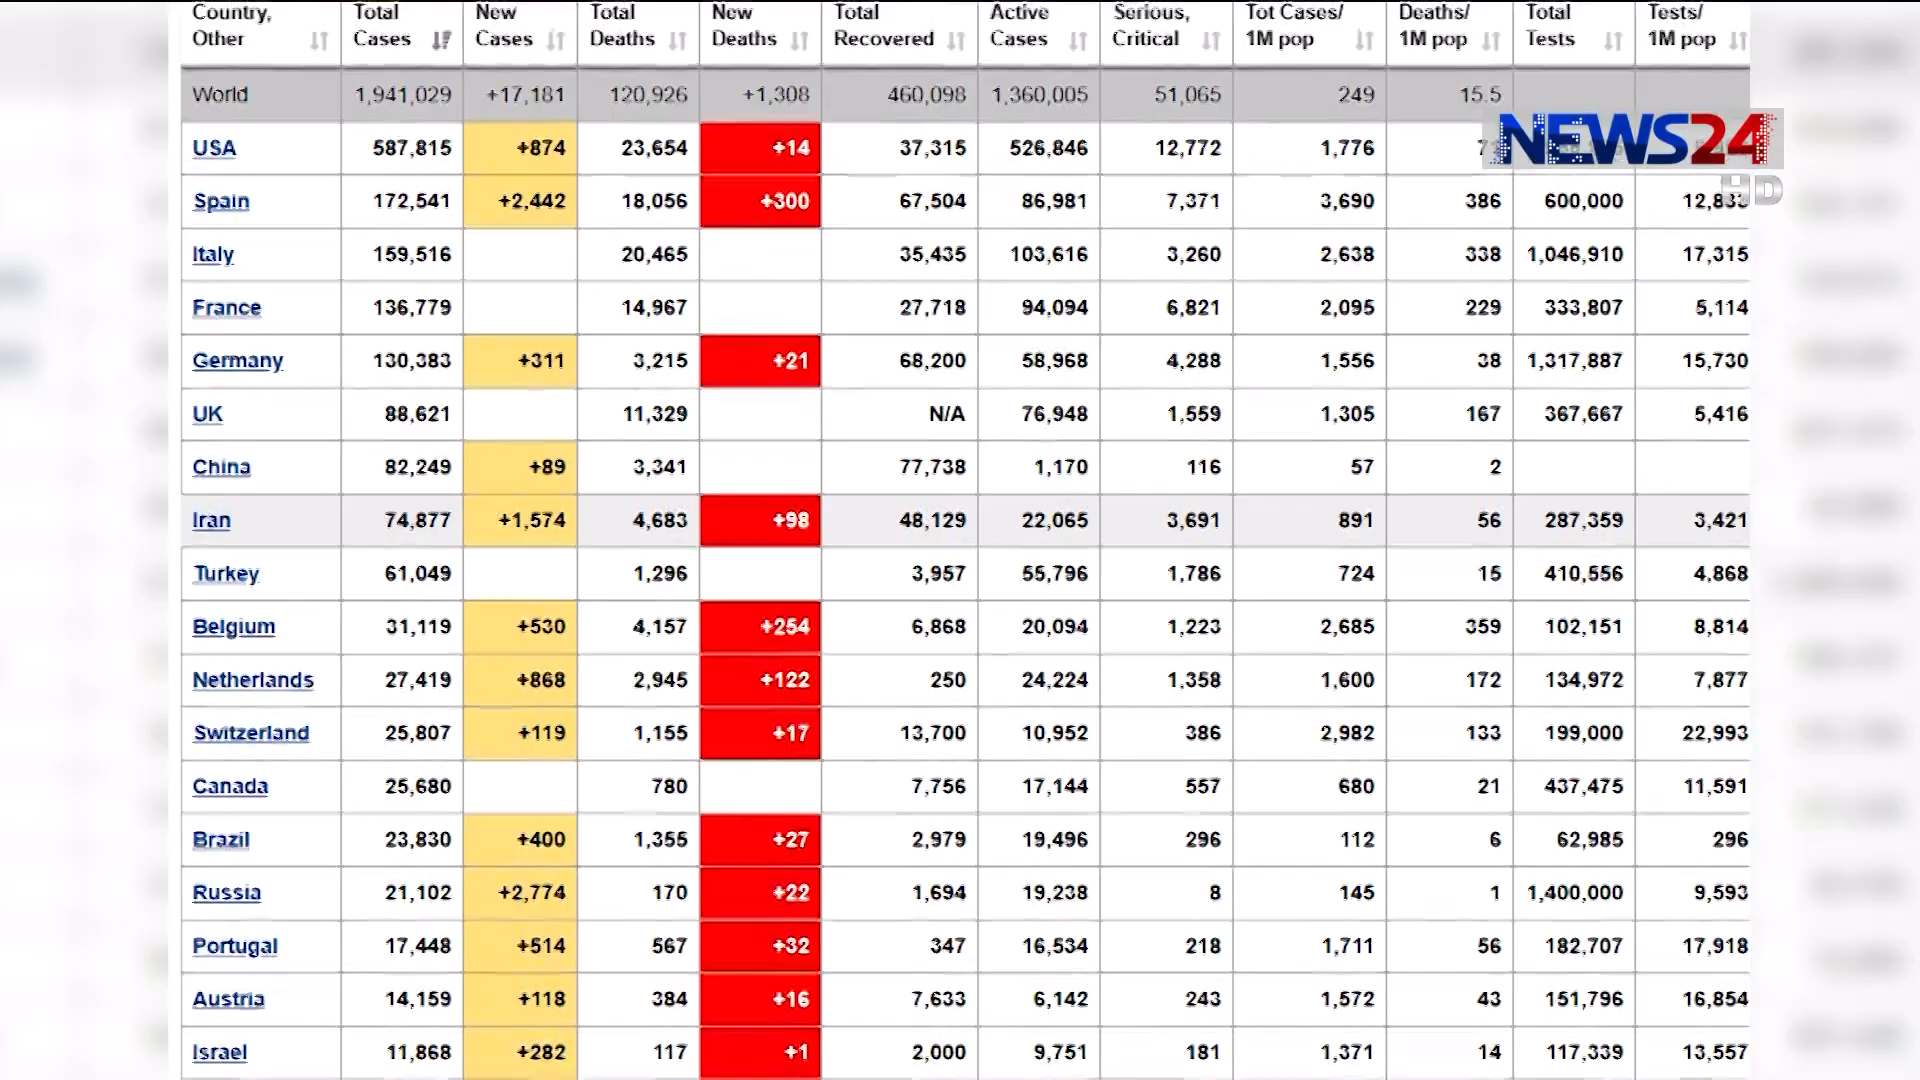 Country, Other Total Cases New Cases Total Deaths New Deaths Total Recovered Active Cases Serious, Critical Tot Cases/ 1M pop Deaths/ 1M pop Total Tests Tests/ 1M pop
World 1,941,029 +17,181 120,926 +1,308 460,098 1,360,005 51,065 249 15.5
NEWS24
HD
USA 587,815 +874 23,654 +14 37,315 526,846 12,772 1,776
Spain 172,541 +2,442 18,056 +300 67,504 86,981 7,371 3,690 386 600,000
Italy 159,516 20,465 35,435 103,616 3,260 2,638 338 1,046,910 17,315
France 136,779 14,967 27,718 94,094 6,821 2,095 229 333,807 5,114
Germany 130,383 +311 3,215 +21 68,200 58,968 4,288 1,556 38 1,317,887 15,730
UK 88,621 11,329 N/A 76,948 1,559 1,305 167 367,667 5,416
China 82,249 +89 3,341 77,738 1,170 116 57 2
Iran 74,877 +1,574 4,683 +98 48,129 22,065 3,691 891 56 287,359 3,421
Turkey 61,049 1,296 3,957 55,796 1,786 724 15 410,556 4,868
Belgium 31,119 +530 4,157 +254 6,868 20,094 1,223 2,685 359 102,151 8,814
Netherlands 27,419 +868 2,945 +122 250 24,224 1,358 1,600 172 134,972 7,877
Switzerland 25,807 +119 1,155 +17 13,700 10,952 386 2,982 133 199,000 22,993
Canada 25,680 780 7,756 17,144 557 680 21 437,475 11,591
Brazil 23,830 +400 1,355 +27 2,979 19,496 296 112 6 62,985 296
Russia 21,102 +2,774 170 +22 1,694 19,238 8 145 1 1,400,000 9,593
Portugal 17,448 +514 567 +32 347 16,534 218 1,711 56 182,707 17,918
Austria 14,159 +118 384 +16 7,633 6,142 243 1,572 43 151,796 16,854
Israel 11,868 +282 117 +1 2,000 9,751 181 1,371 14 117,339 13,557